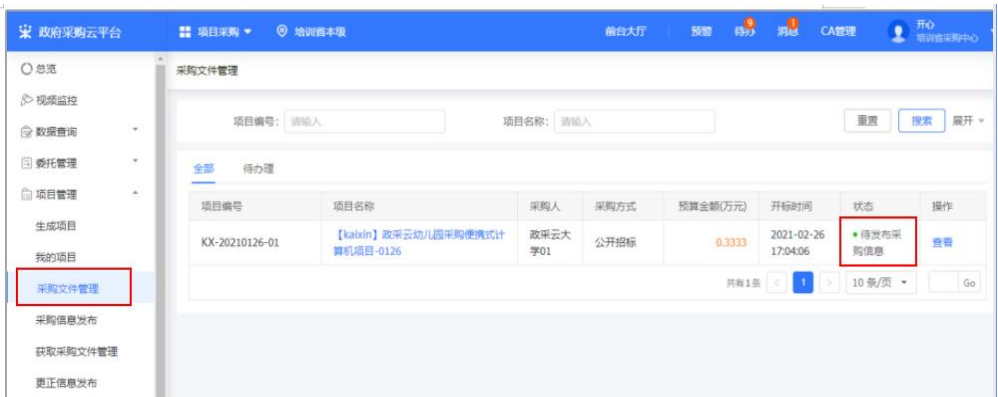 政府采购云平台
项目采购
培训省本级
前台大厅
预警
待办
9
消息
CA管理
开心
培训省采购中心
总览
视频监控
数据查询
委托管理
项目管理
生成项目
我的项目
采购文件管理
采购信息发布
获取采购文件管理
更正信息发布
采购文件管理
项目编号: 请输入
项目名称: 请输入
重置
搜索
展开
全部
待办理
项目编号
项目名称
采购人
采购方式
预算金额(万元)
开标时间
状态
操作
KX-20210126-01
【kaixin】政采云幼儿园采购便携式计
算机项目-0126
政采云大
学01
公开招标
0.3333
2021-02-26
17:04:06
待发布采
购信息
查看
共有1条
<
1
>
10 条/页
Go